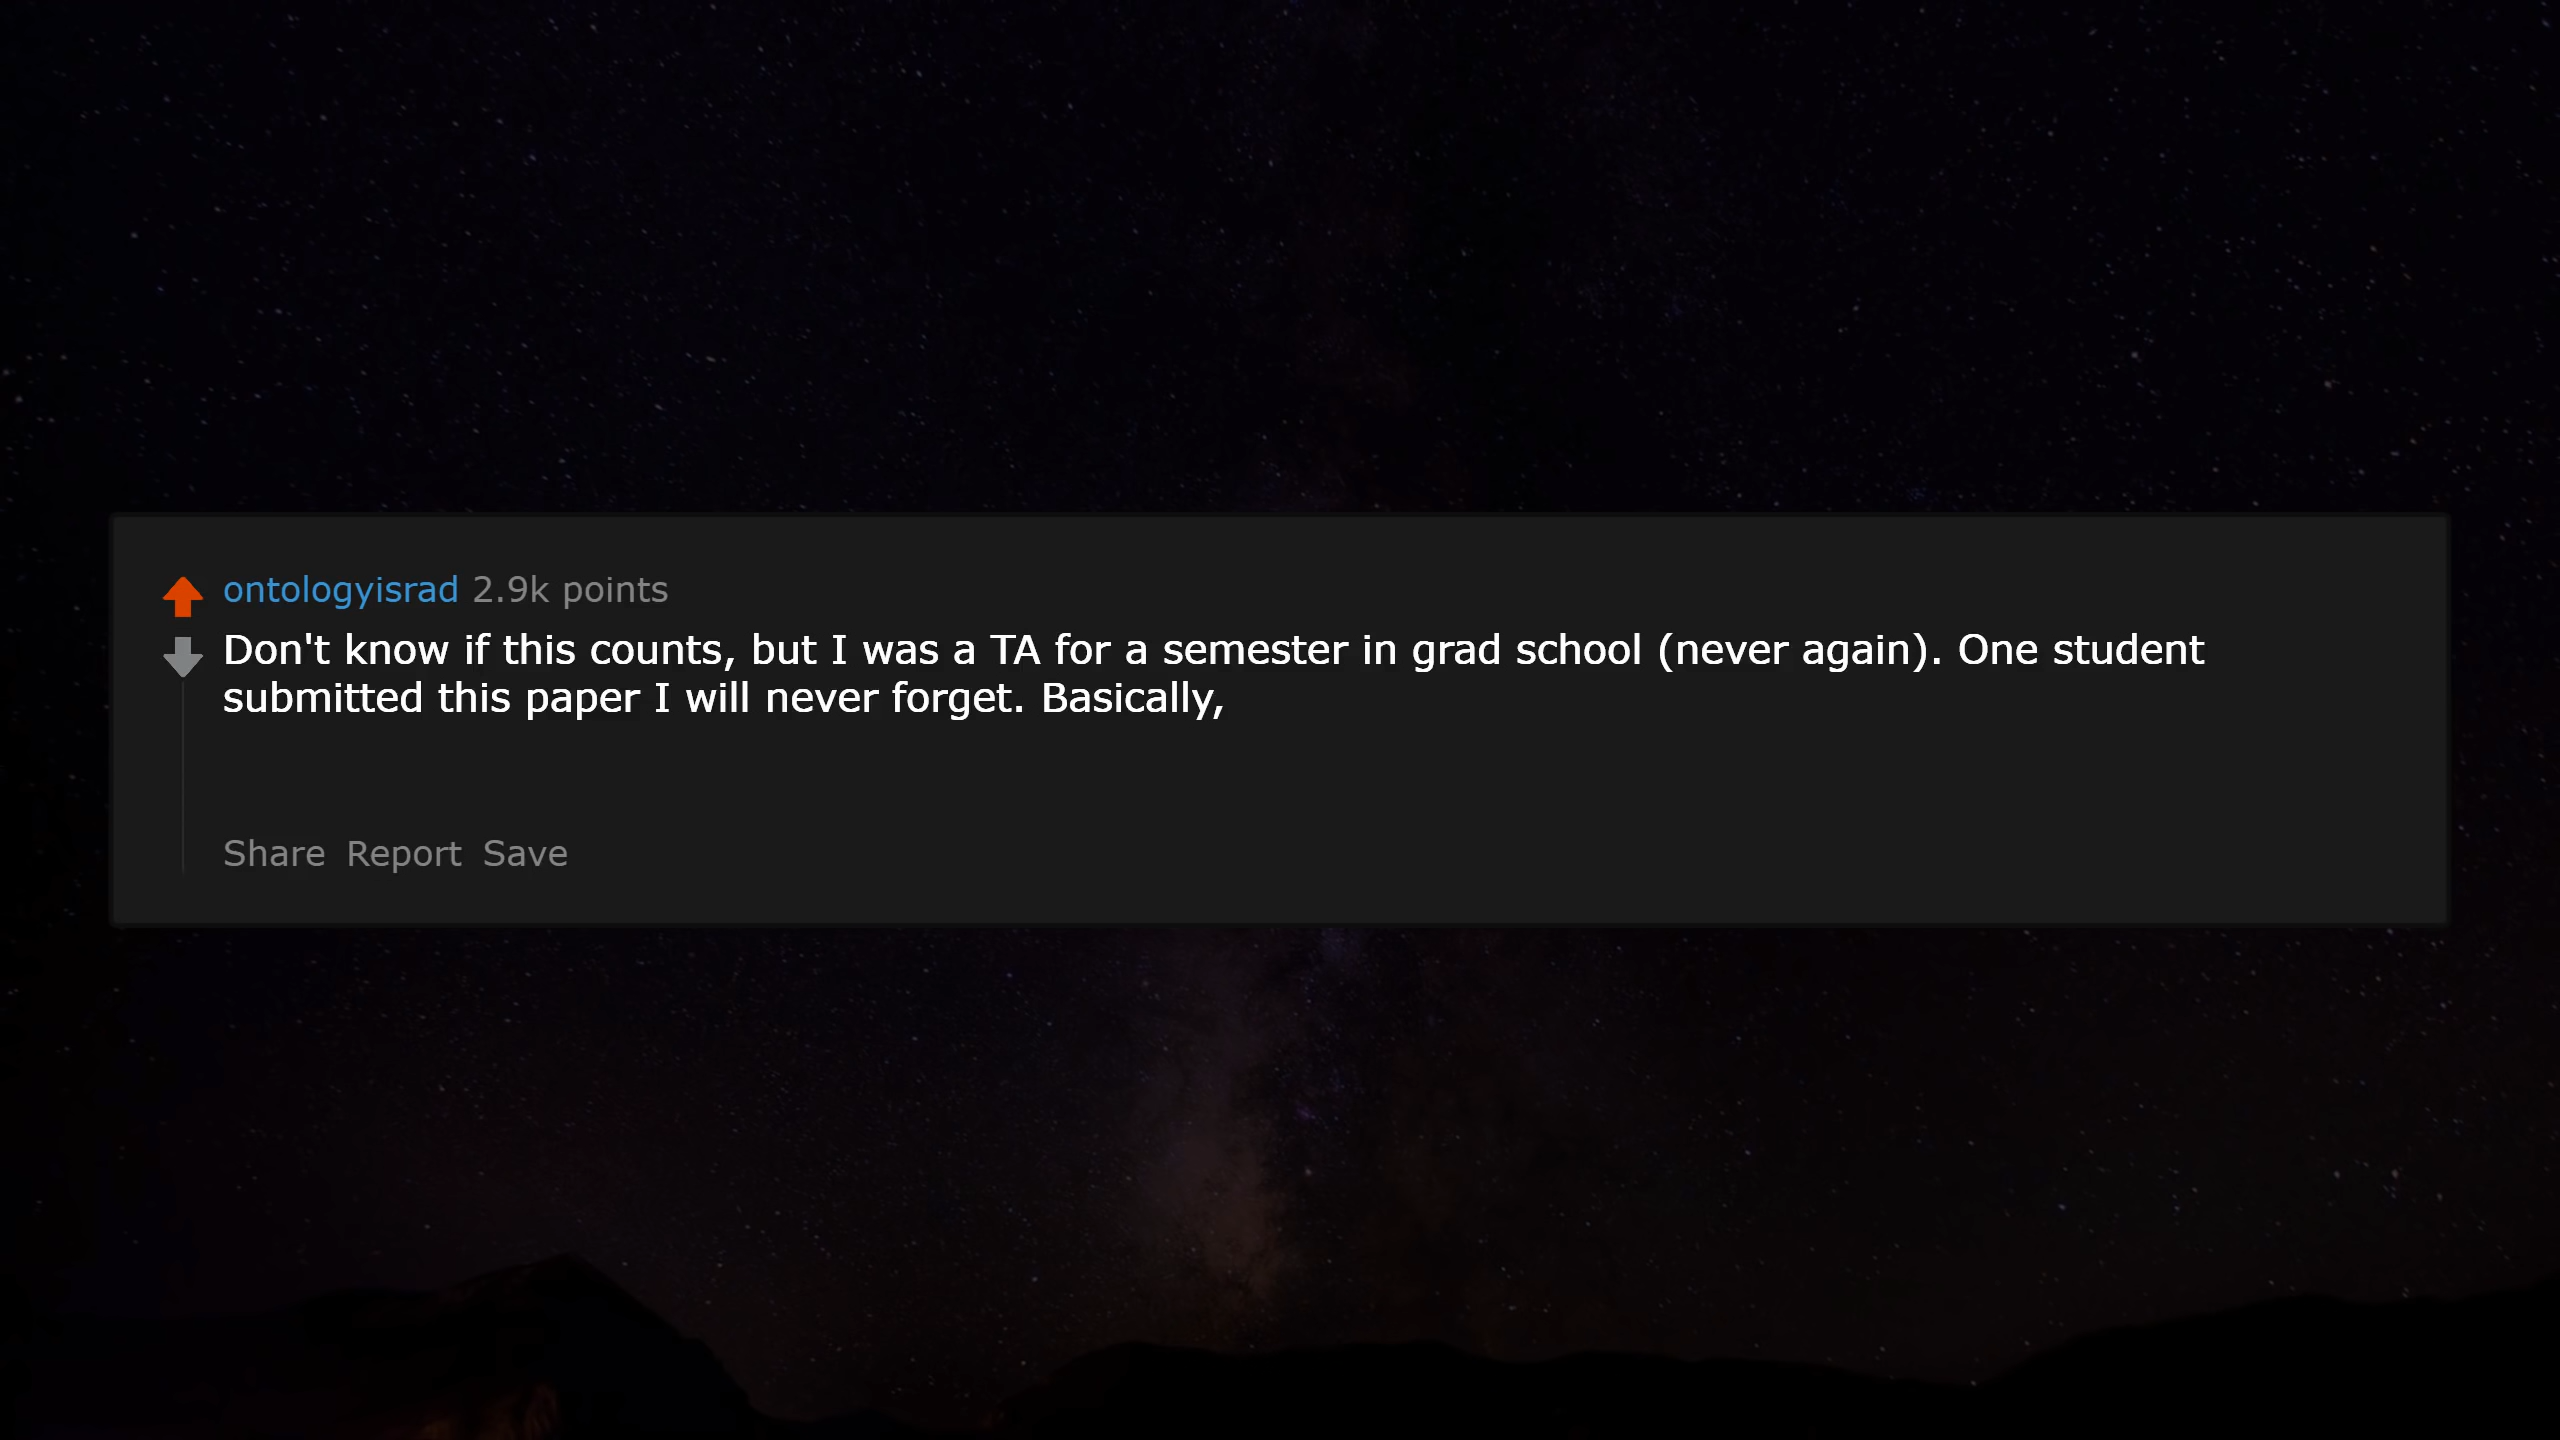 ontologyisrad 2.9k points
Don't know if this counts, but I was a TA for a semester in grad school (never again). One student
submitted this paper I will never forget. Basically,
Share Report Save